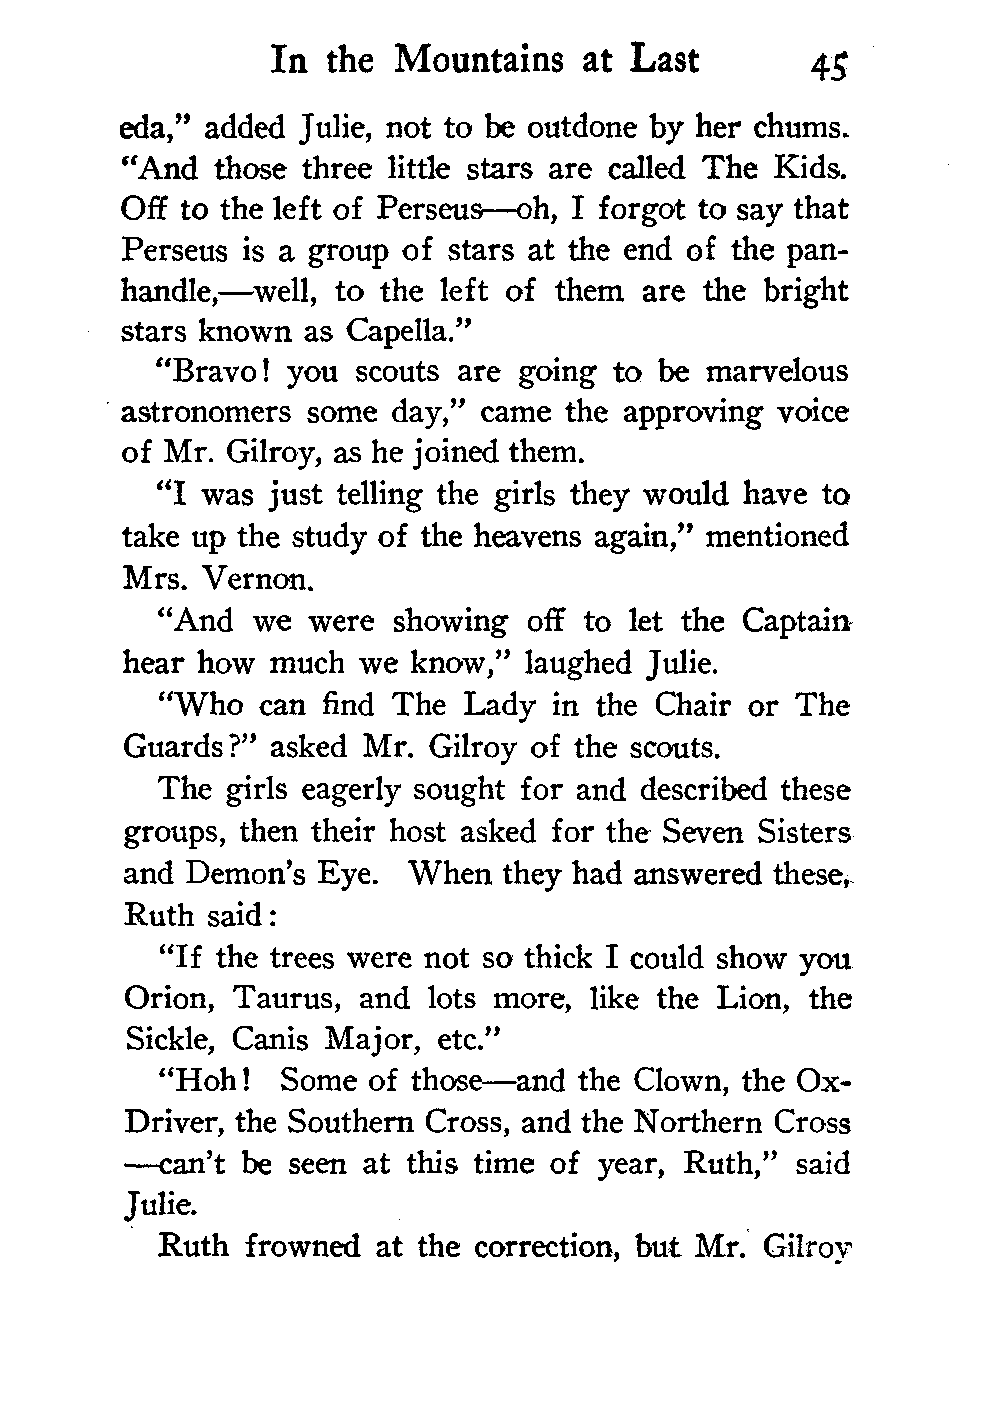 In the Mountains at Last 45
eda,” added Julie, not to be outdone by her chums.
“And those three little stars are called The Kids.
Off to the left of Perseus—oh, I forgot to say that
Perseus is a group of stars at the end of the pan-
handle,—well, to the left of them are the bright
stars known as Capella.”
“Bravo! you scouts are going to be marvelous
astronomers some day,” came the approving voice
of Mr. Gilroy, as he joined them.
“I was just telling the girls they would have to
take up the study of the heavens again,” mentioned
Mrs. Vernon.
“And we were showing off to let the Captain
hear how much we know,” laughed Julie.
“Who can find The Lady in the Chair or The
Guards?” asked Mr. Gilroy of the scouts.
The girls eagerly sought for and described these
groups, then their host asked for the Seven Sisters
and Demon’s Eye. When they had answered these,
Ruth said:
“If the trees were not so thick I could show you
Orion, Taurus, and lots more, like the Lion, the
Sickle, Canis Major, etc.”
“Hoh! Some of those—and the Clown, the Ox-
Driver, the Southern Cross, and the Northern Cross
—can’t be seen at this time of year, Ruth,” said
Julie.
Ruth frowned at the correction, but Mr. Gilroy